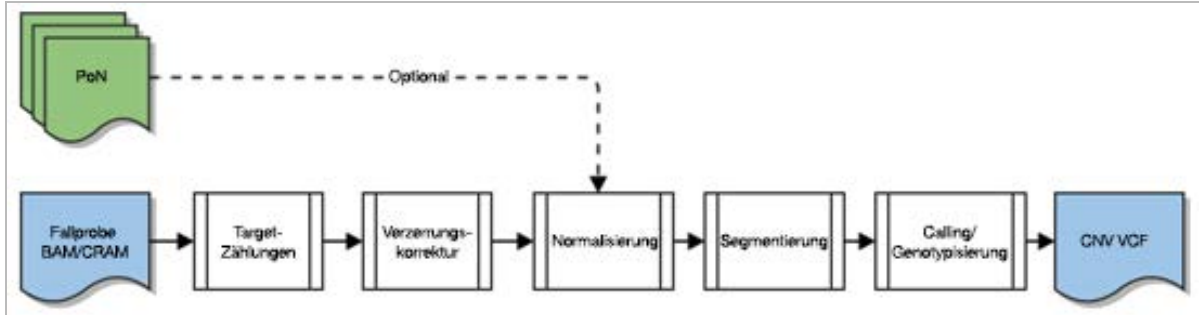 PoN
Optional
Fallprobe
BAM/CRAM
Target-
Zählungen
Verzerrungs-
korrektur
Normalisierung
Segmentierung
Calling/
Genotypisierung
CNV VCF